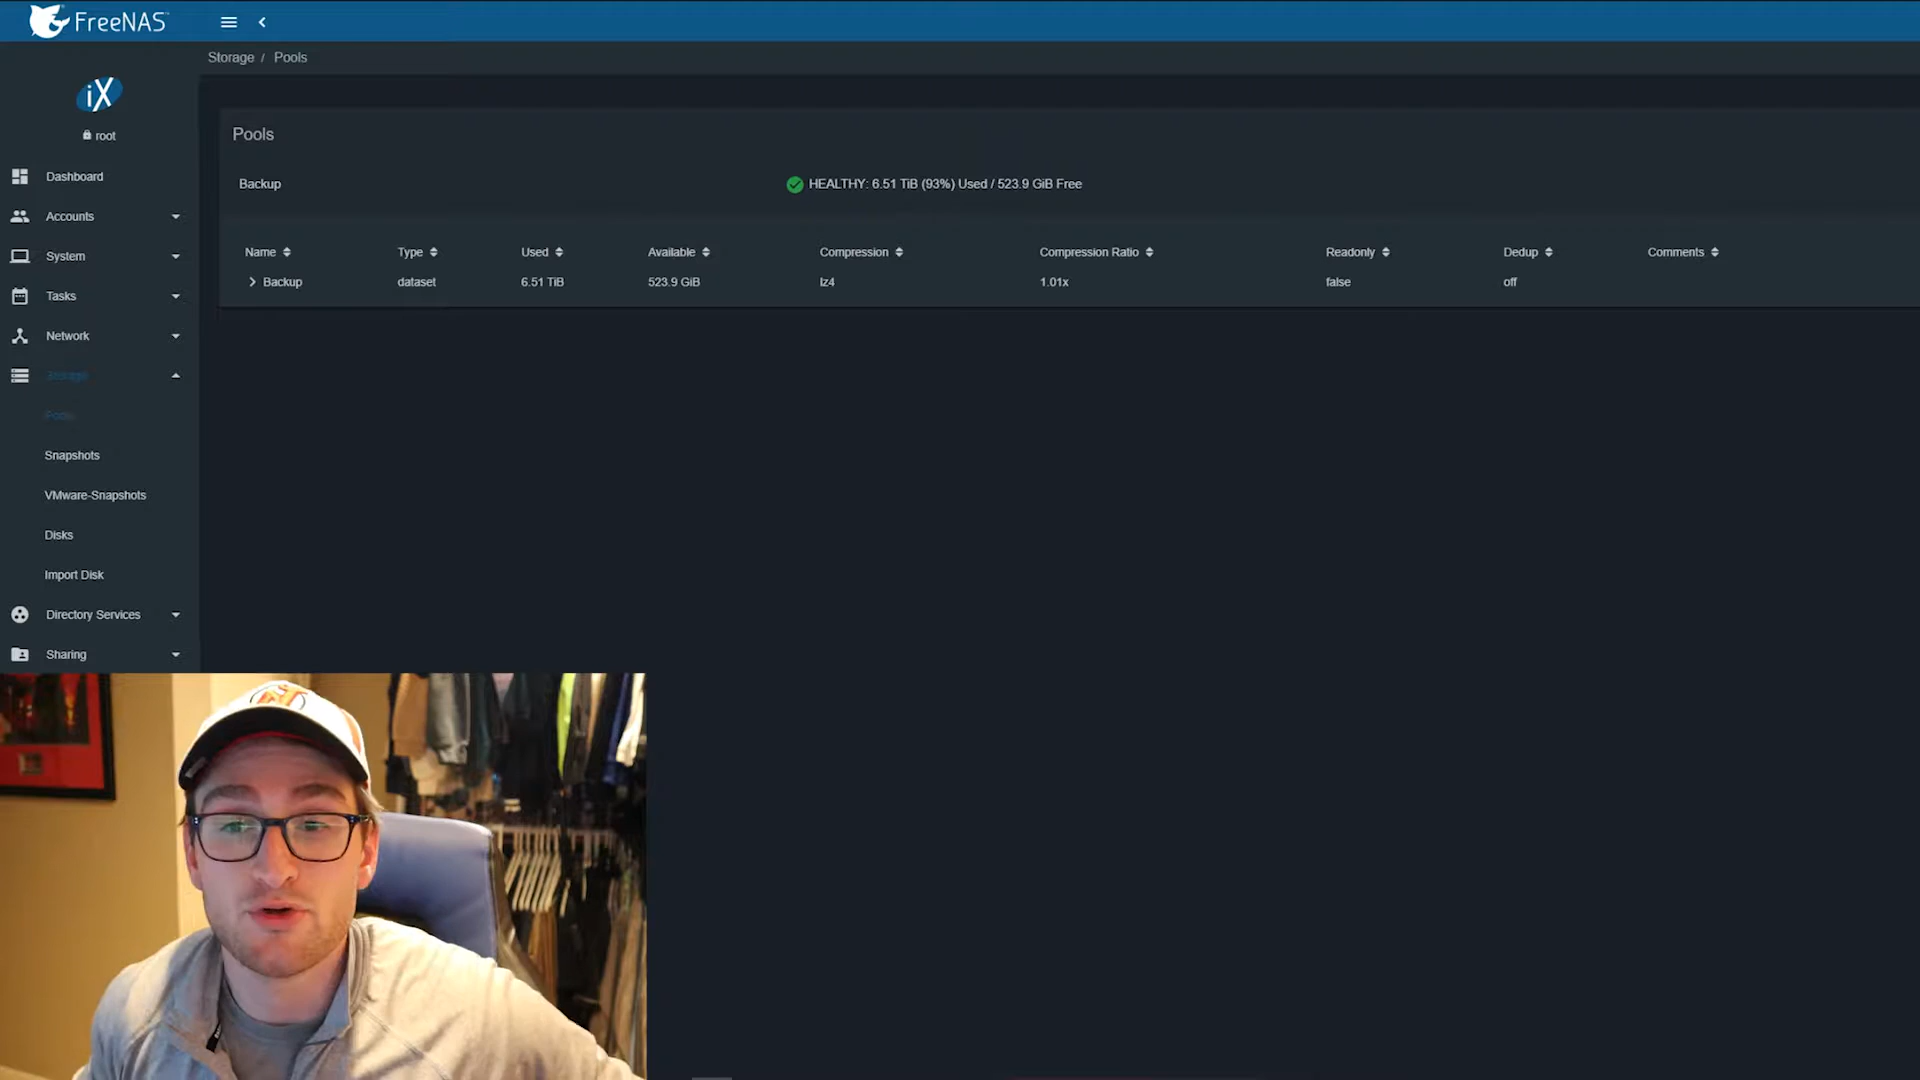 FreeNAS
Storage / Pools
iX
root
Dashboard
Accounts
System
Tasks
Network
Storage
Pools
Snapshots
VMware-Snapshots
Disks
Import Disk
Directory Services
Sharing
Pools
Backup
HEALTHY: 6.51 TiB (93%) Used / 523.9 GiB Free
Name Type Used Available Compression Compression Ratio Readonly Dedup Comments
Backup dataset 6.51 TiB 523.9 GiB lz4 1.01x false off